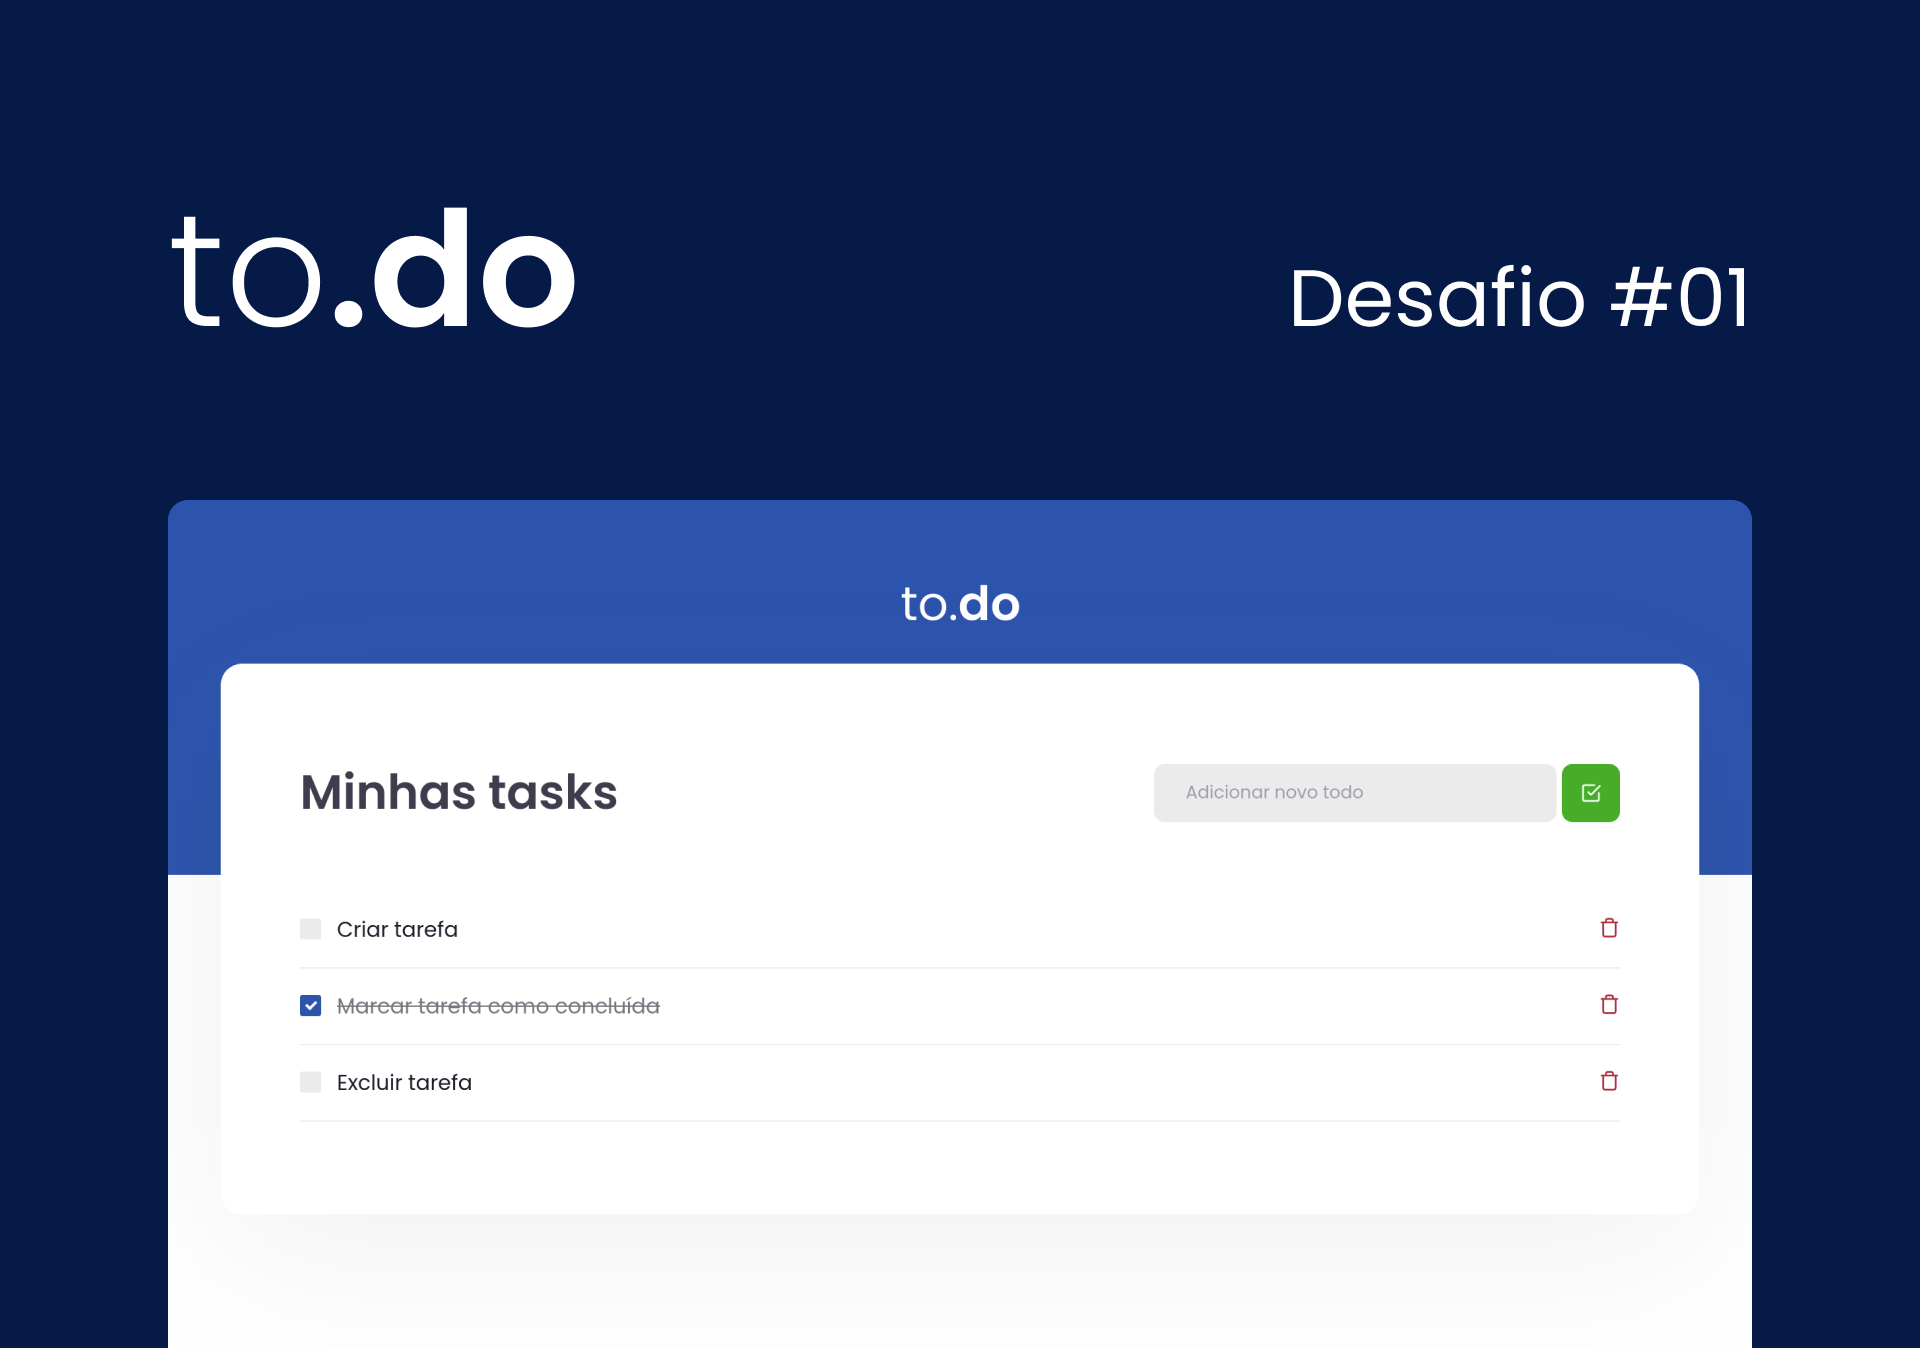 to.do
Desafio #01
to.do
Minhas tasks
Adicionar novo todo
Criar tarefa
Marcar tarefa como concluída
Excluir tarefa